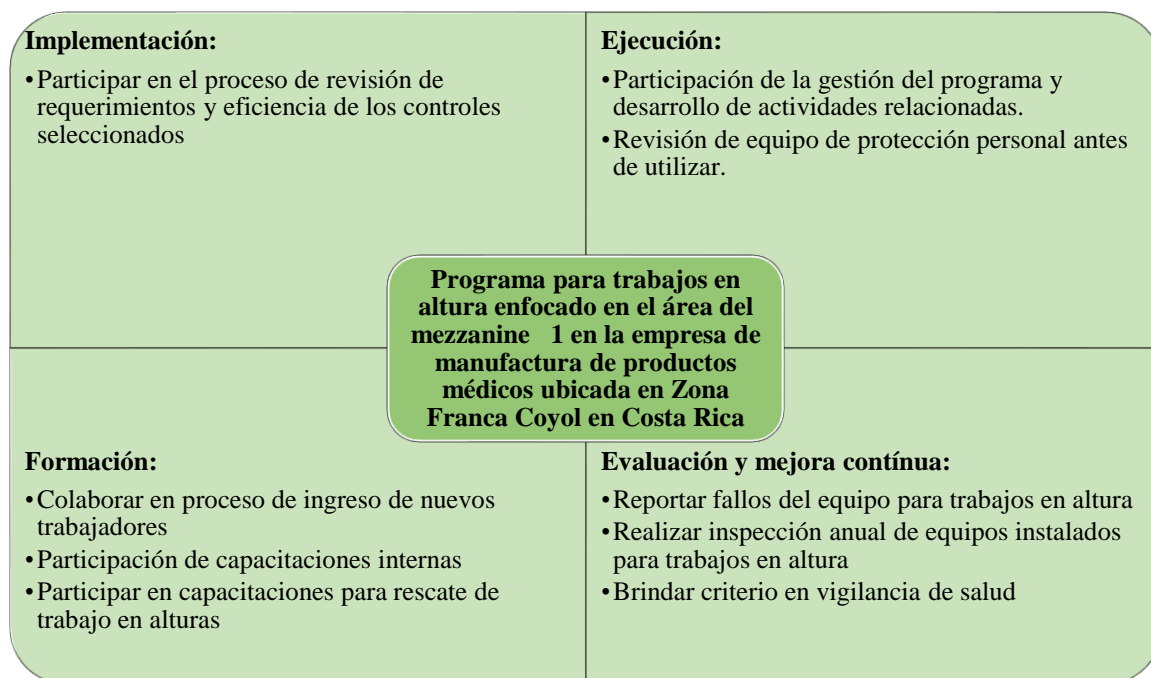 Implementación:
•Participar en el proceso de revisión de
requerimientos y eficiencia de los controles
seleccionados
Ejecución:
•Participación de la gestión del programa y
desarrollo de actividades relacionadas.
•Revisión de equipo de protección personal antes
de utilizar.
Programa para trabajos en
altura enfocado en el área del
mezzanine 1 en la empresa de
manufactura de productos
médicos ubicada en Zona
Franca Coyol en Costa Rica
Formación:
•Colaborar en proceso de ingreso de nuevos
trabajadores
•Participación de capacitaciones internas
•Participar en capacitaciones para rescate de
trabajo en alturas
Evaluación y mejora contínua:
•Reportar fallos del equipo para trabajos en altura
•Realizar inspección anual de equipos instalados
para trabajos en altura
•Brindar criterio en vigilancia de salud